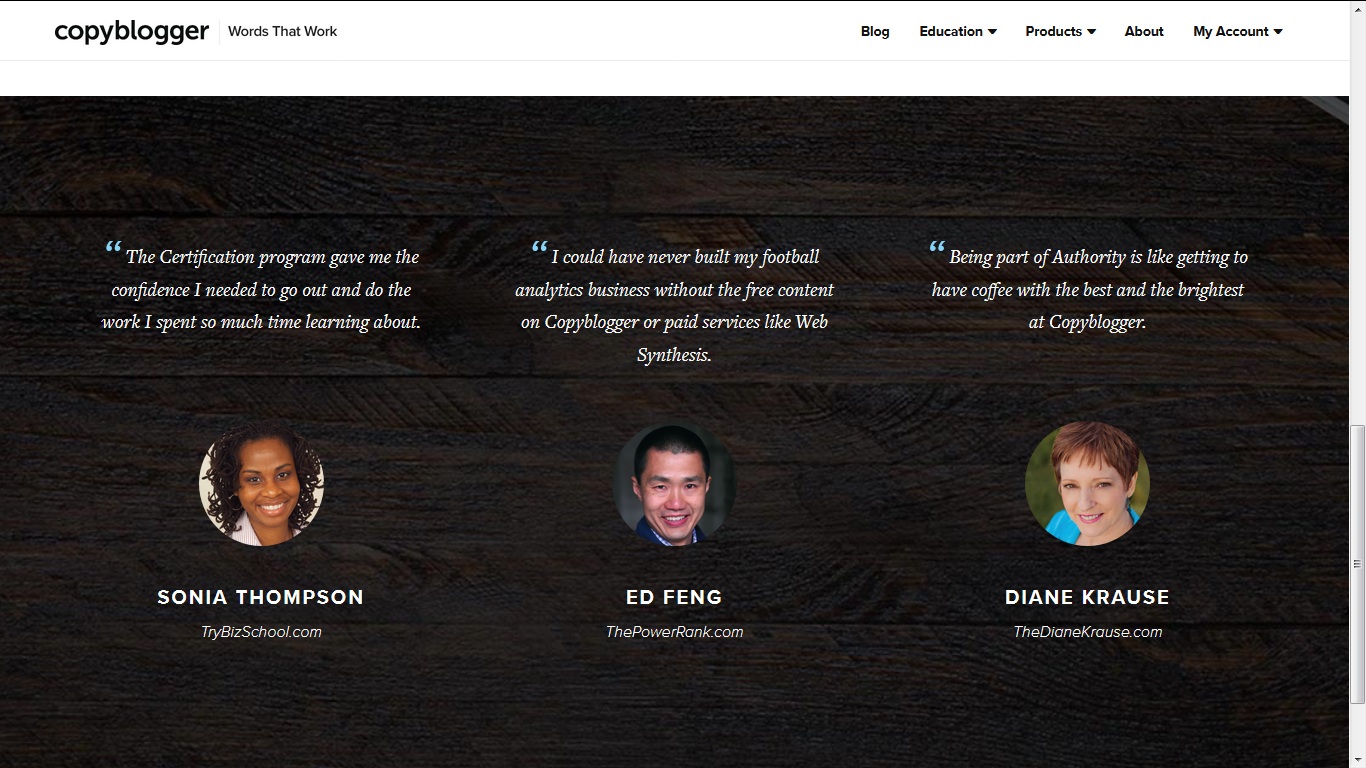 copyblogger Words That Work Blog Education Products About My Account
“ The Certification program gave me the
confidence I needed to go out and do the
work I spent so much time learning about.
“ I could have never built my football
analytics business without the free content
on Copyblogger or paid services like Web
Synthesis.
“ Being part of Authority is like getting to
have coffee with the best and the brightest
at Copyblogger.
SONIA THOMPSON
TryBizSchool.com
ED FENG
ThePowerRank.com
DIANE KRAUSE
TheDianeKrause.com